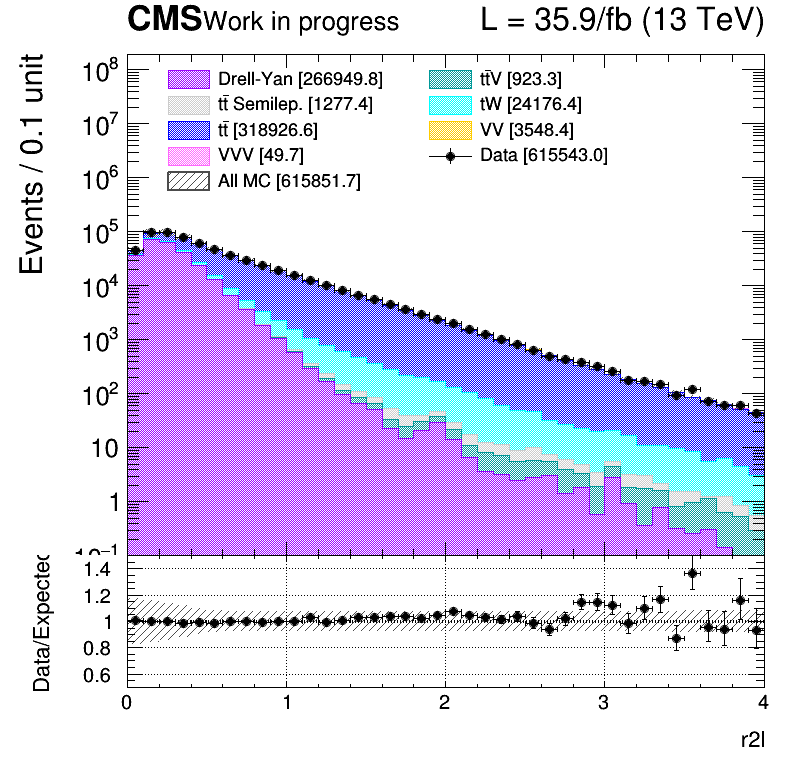 CMS Work in progress L = 35.9/fb (13 TeV)
Events / 0.1 unit
Drell-Yan [266949.8] tt̄V [923.3]
tt̄ Semilep. [1277.4] tW [24176.4]
tt̄ [318926.6] VV [3548.4]
VVV [49.7] Data [615543.0]
All MC [615851.7]
10⁸
10⁷
10⁶
10⁵
10⁴
10³
10²
10
1
10⁻¹
Data/Expected
1.4
1.2
1
0.8
0.6
0 1 2 3 4
r2l